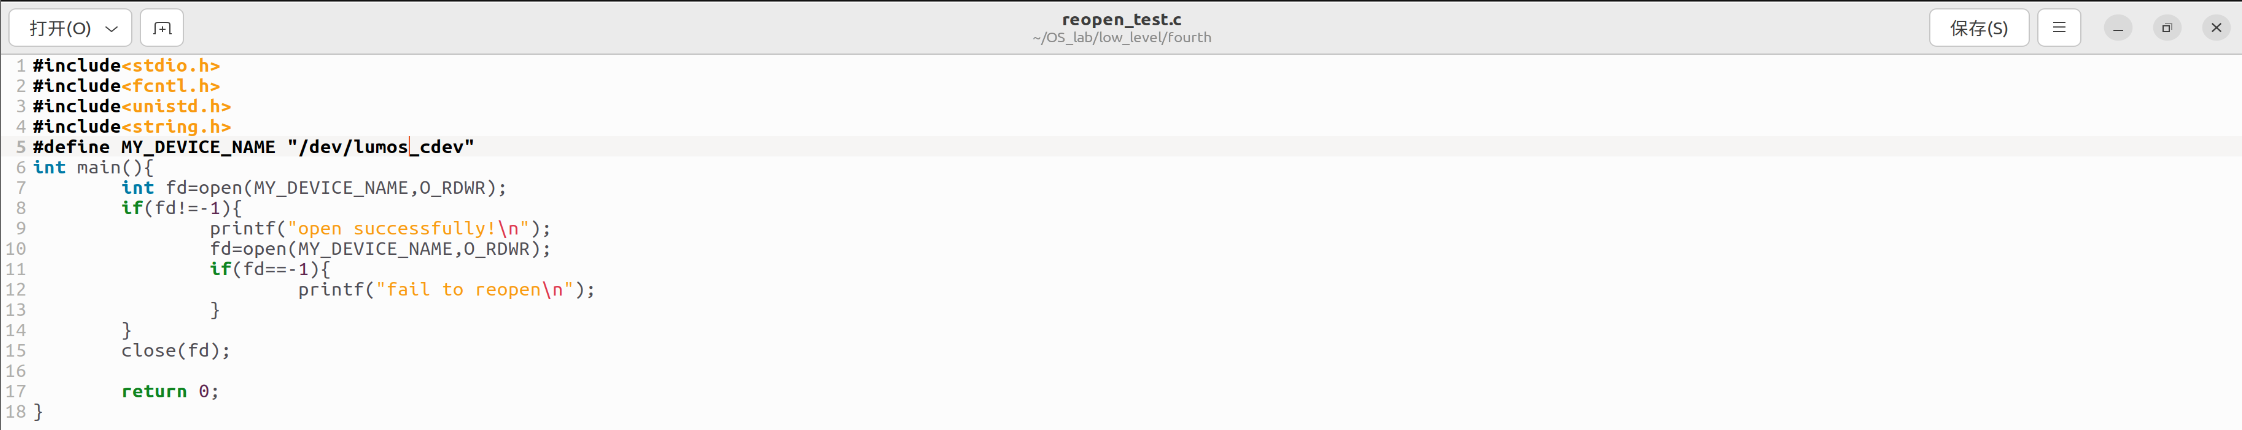 打开(O)
reopen_test.c
~/OS_lab/low_level/fourth
保存(S)
1 #include<stdio.h>
2 #include<fcntl.h>
3 #include<unistd.h>
4 #include<string.h>
5 #define MY_DEVICE_NAME "/dev/lumos_cdev"
6 int main(){
7         int fd=open(MY_DEVICE_NAME,O_RDWR);
8         if(fd!=-1){
9                 printf("open successfully!\n");
10                 fd=open(MY_DEVICE_NAME,O_RDWR);
11                 if(fd==-1){
12                         printf("fail to reopen\n");
13                 }
14         }
15         close(fd);
16
17         return 0;
18 }